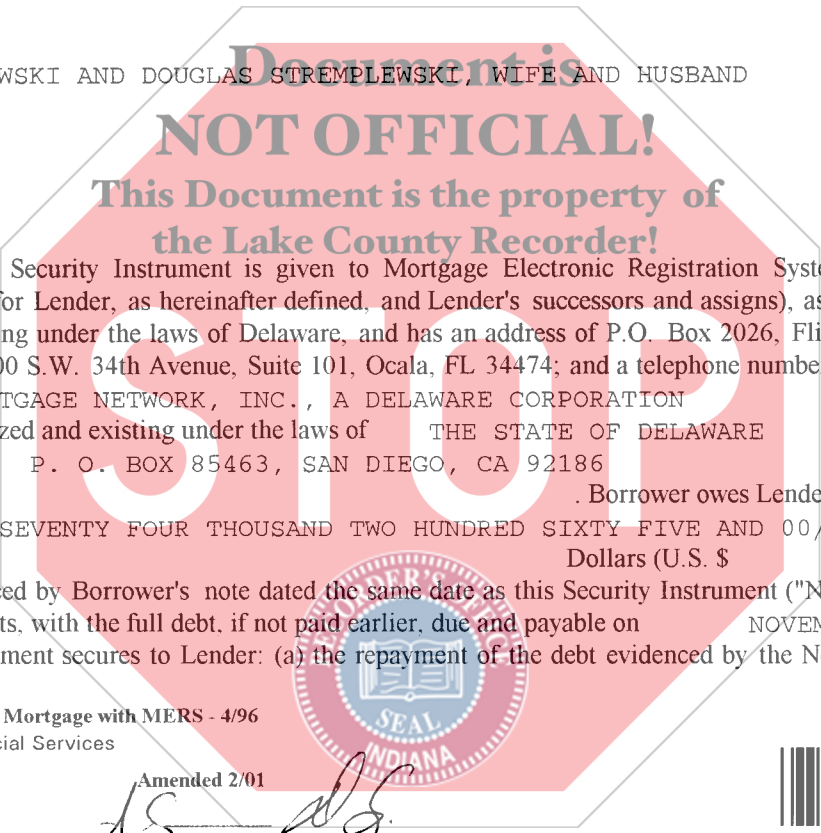 WSKI AND DOUGLAS STREMPLEWSKI, WIFE AND HUSBAND
Document is
NOT OFFICIAL!
This Document is the property of
the Lake County Recorder!
Security Instrument is given to Mortgage Electronic Registration Syste
for Lender, as hereinafter defined, and Lender's successors and assigns), as
ng under the laws of Delaware, and has an address of P.O. Box 2026, Fli
00 S.W. 34th Avenue, Suite 101, Ocala, FL 34474; and a telephone numbe
TGAGE NETWORK, INC., A DELAWARE CORPORATION
zed and existing under the laws of THE STATE OF DELAWARE
P. O. BOX 85463, SAN DIEGO, CA 92186
. Borrower owes Lende
SEVENTY FOUR THOUSAND TWO HUNDRED SIXTY FIVE AND 00/
Dollars (U.S. $
ced by Borrower's note dated the same date as this Security Instrument ("N
ts, with the full debt, if not paid earlier, due and payable on NOVEM
ment secures to Lender: (a) the repayment of the debt evidenced by the N
STOP
RECORDER'S OFFICE
SEAL
INDIANA
Mortgage with MERS - 4/96
cial Services
Amended 2/01